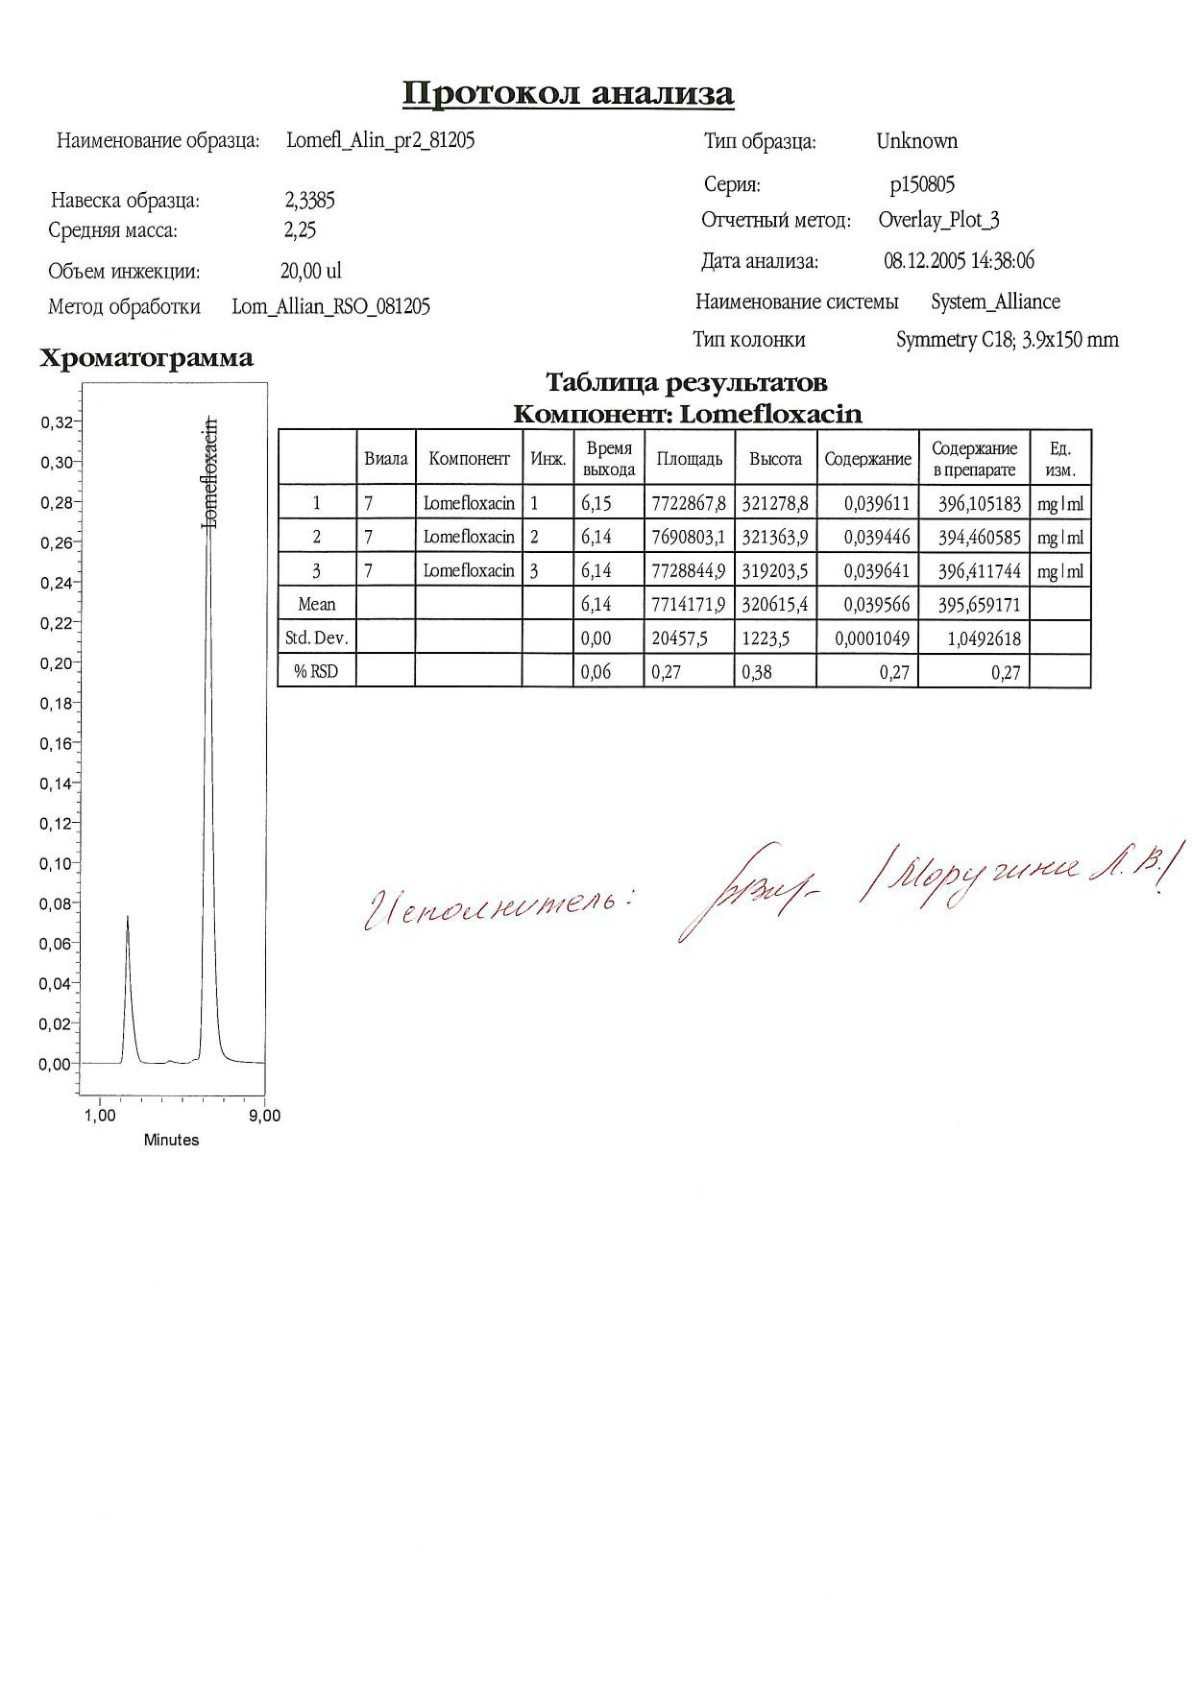 Протокол анализа
Наименование образца: Lomefl_Alin_pr2_81205
Тип образца: Unknown
Серия: p150805
Навеска образца: 2,3385
Отчетный метод: Overlay_Plot_3
Средняя масса: 2,25
Дата анализа: 08.12.2005 14:38:06
Объем инжекции: 20,00 ul
Наименование системы System_Alliance
Метод обработки Lom_Allian_RSO_081205
Тип колонки Symmetry C18; 3.9x150 mm
Хроматограмма
0,32
0,30
0,28
0,26
0,24
0,22
0,20
0,18
0,16
0,14
0,12
0,10
0,08
0,06
0,04
0,02
0,00
Lomefloxacin
1,00 9,00
Minutes
Таблица результатов
Компонент: Lomefloxacin
Виала Компонент Инж. Время выхода Площадь Высота Содержание Содержание в препарате Ед. изм.
1 7 Lomefloxacin 1 6,15 7722867,8 321278,8 0,039611 396,105183 mg|ml
2 7 Lomefloxacin 2 6,14 7690803,1 321363,9 0,039446 394,460585 mg|ml
3 7 Lomefloxacin 3 6,14 7728844,9 319203,5 0,039641 396,411744 mg|ml
Mean 6,14 7714171,9 320615,4 0,039566 395,659171
Std. Dev. 0,00 20457,5 1223,5 0,0001049 1,0492618
% RSD 0,06 0,27 0,38 0,27 0,27
Исполнитель: Л.В./